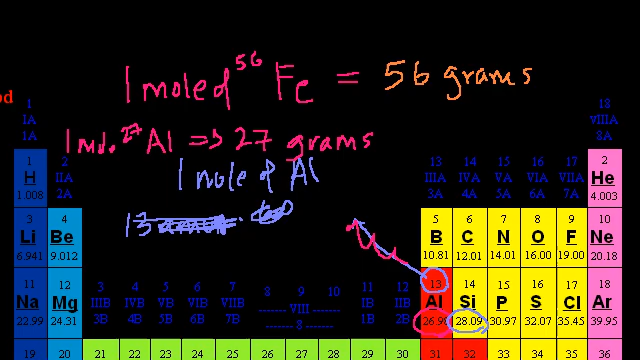 1 mole of ⁵⁶Fe = 56 grams
od
1 mole ²⁷Al => 27 grams
1 mole of Al
13
1 18
IA VIIIA
1A 8A
1 2 13 14 15 16 17 2
H IIA IIIA IVA VA VIA VIIA He
1.008 2A 3A 4A 5A 6A 7A 4.003
3 4 5 6 7 8 9 10
Li Be B C N O F Ne
6.941 9.012 10.81 12.01 14.01 16.00 19.00 20.18
11 12 3 4 5 6 7 8 9 10 11 12 13 14 15 16 17 18
Na Mg IIIB IVB VB VIB VIIB ------- VIII ------- IB IIB Al Si P S Cl Ar
22.99 24.31 3B 4B 5B 6B 7B ------- 8 ------- 1B 2B 26.98 28.09 30.97 32.07 35.45 39.95
19 20 21 22 23 24 25 26 27 28 29 30 31 32 33 34 35 36